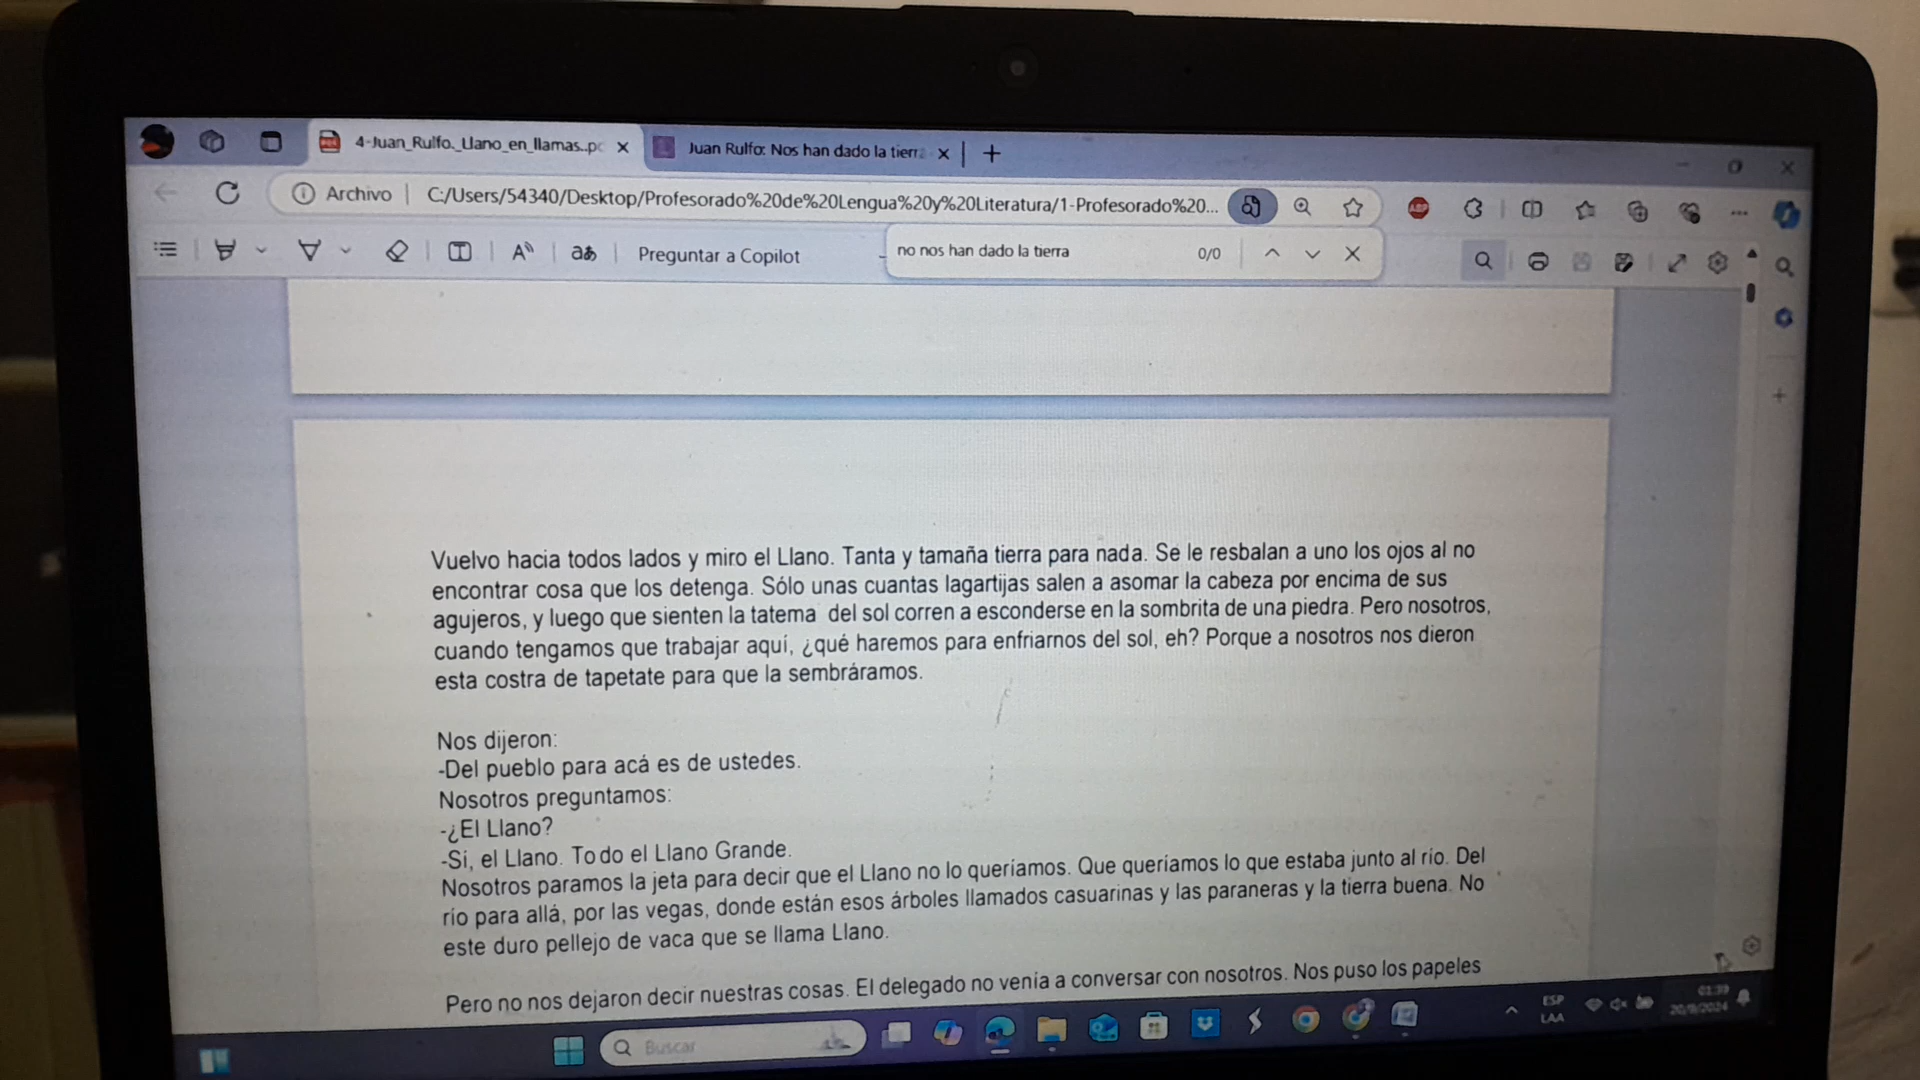 4-Juan_Rulfo._Llano_en_llamas..pd
Juan Rulfo: Nos han dado la tierra
Archivo
C:/Users/54340/Desktop/Profesorado%20de%20Lengua%20y%20Literatura/1-Profesorado%20...
ABP
Preguntar a Copilot
no nos han dado la tierra
0/0
Vuelvo hacia todos lados y miro el Llano. Tanta y tamaña tierra para nada. Se le resbalan a uno los ojos al no
encontrar cosa que los detenga. Sólo unas cuantas lagartijas salen a asomar la cabeza por encima de sus
agujeros, y luego que sienten la tatema del sol corren a esconderse en la sombrita de una piedra. Pero nosotros,
cuando tengamos que trabajar aquí, ¿qué haremos para enfriarnos del sol, eh? Porque a nosotros nos dieron
esta costra de tapetate para que la sembráramos.
Nos dijeron:
-Del pueblo para acá es de ustedes.
Nosotros preguntamos:
-¿El Llano?
-Sí, el Llano. Todo el Llano Grande.
Nosotros paramos la jeta para decir que el Llano no lo queríamos. Que queríamos lo que estaba junto al río. Del
río para allá, por las vegas, donde están esos árboles llamados casuarinas y las paraneras y la tierra buena. No
este duro pellejo de vaca que se llama Llano.
Pero no nos dejaron decir nuestras cosas. El delegado no venía a conversar con nosotros. Nos puso los papeles
Buscar
ESP
LAA
01:39
20/9/2024